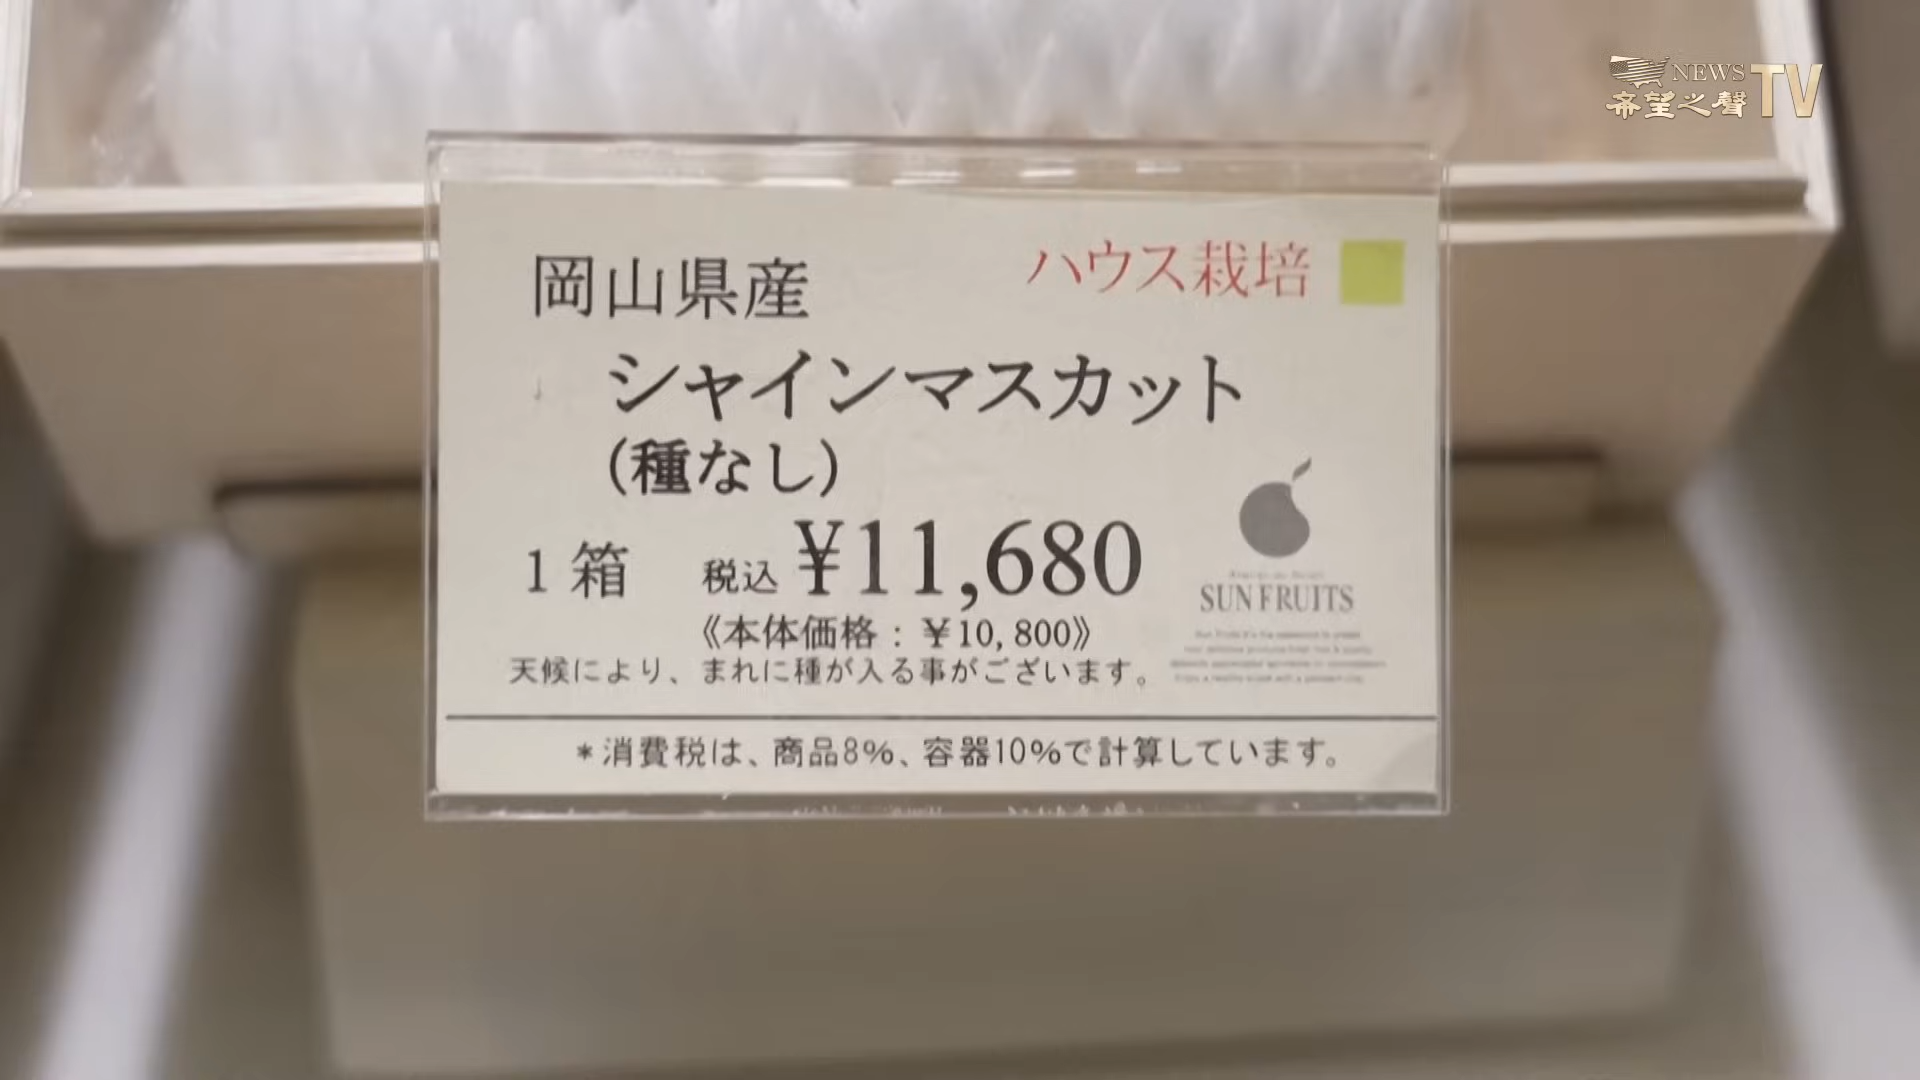 NEWS
希望之聲TV
岡山県産
ハウス栽培
シャインマスカット
(種なし)
1箱 税込 ¥11,680
《本体価格：¥10,800》
天候により、まれに種が入る事がございます。
SUN FRUITS
*消費税は、商品8%、容器10%で計算しています。